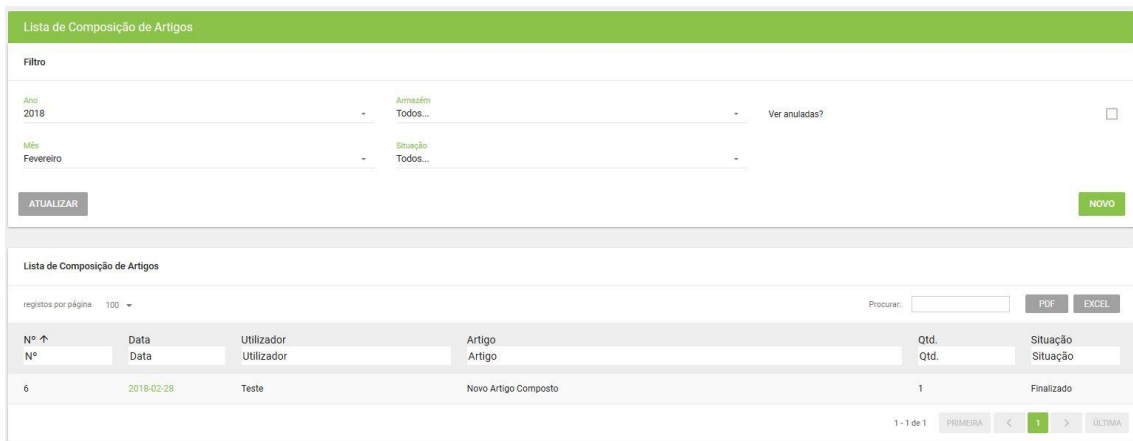 Lista de Composição de Artigos
Filtro
Ano
2018
Armazém
Todos...
Ver anuladas?
Mês
Fevereiro
Situação
Todos...
ATUALIZAR
NOVO
Lista de Composição de Artigos
registos por página 100
Procurar:
PDF EXCEL
Nº Data Utilizador Artigo Qtd. Situação
Nº Data Utilizador Artigo Qtd. Situação
6 2018-02-28 Teste Novo Artigo Composto 1 Finalizado
1 - 1 de 1 PRIMEIRA < 1 > ÚLTIMA